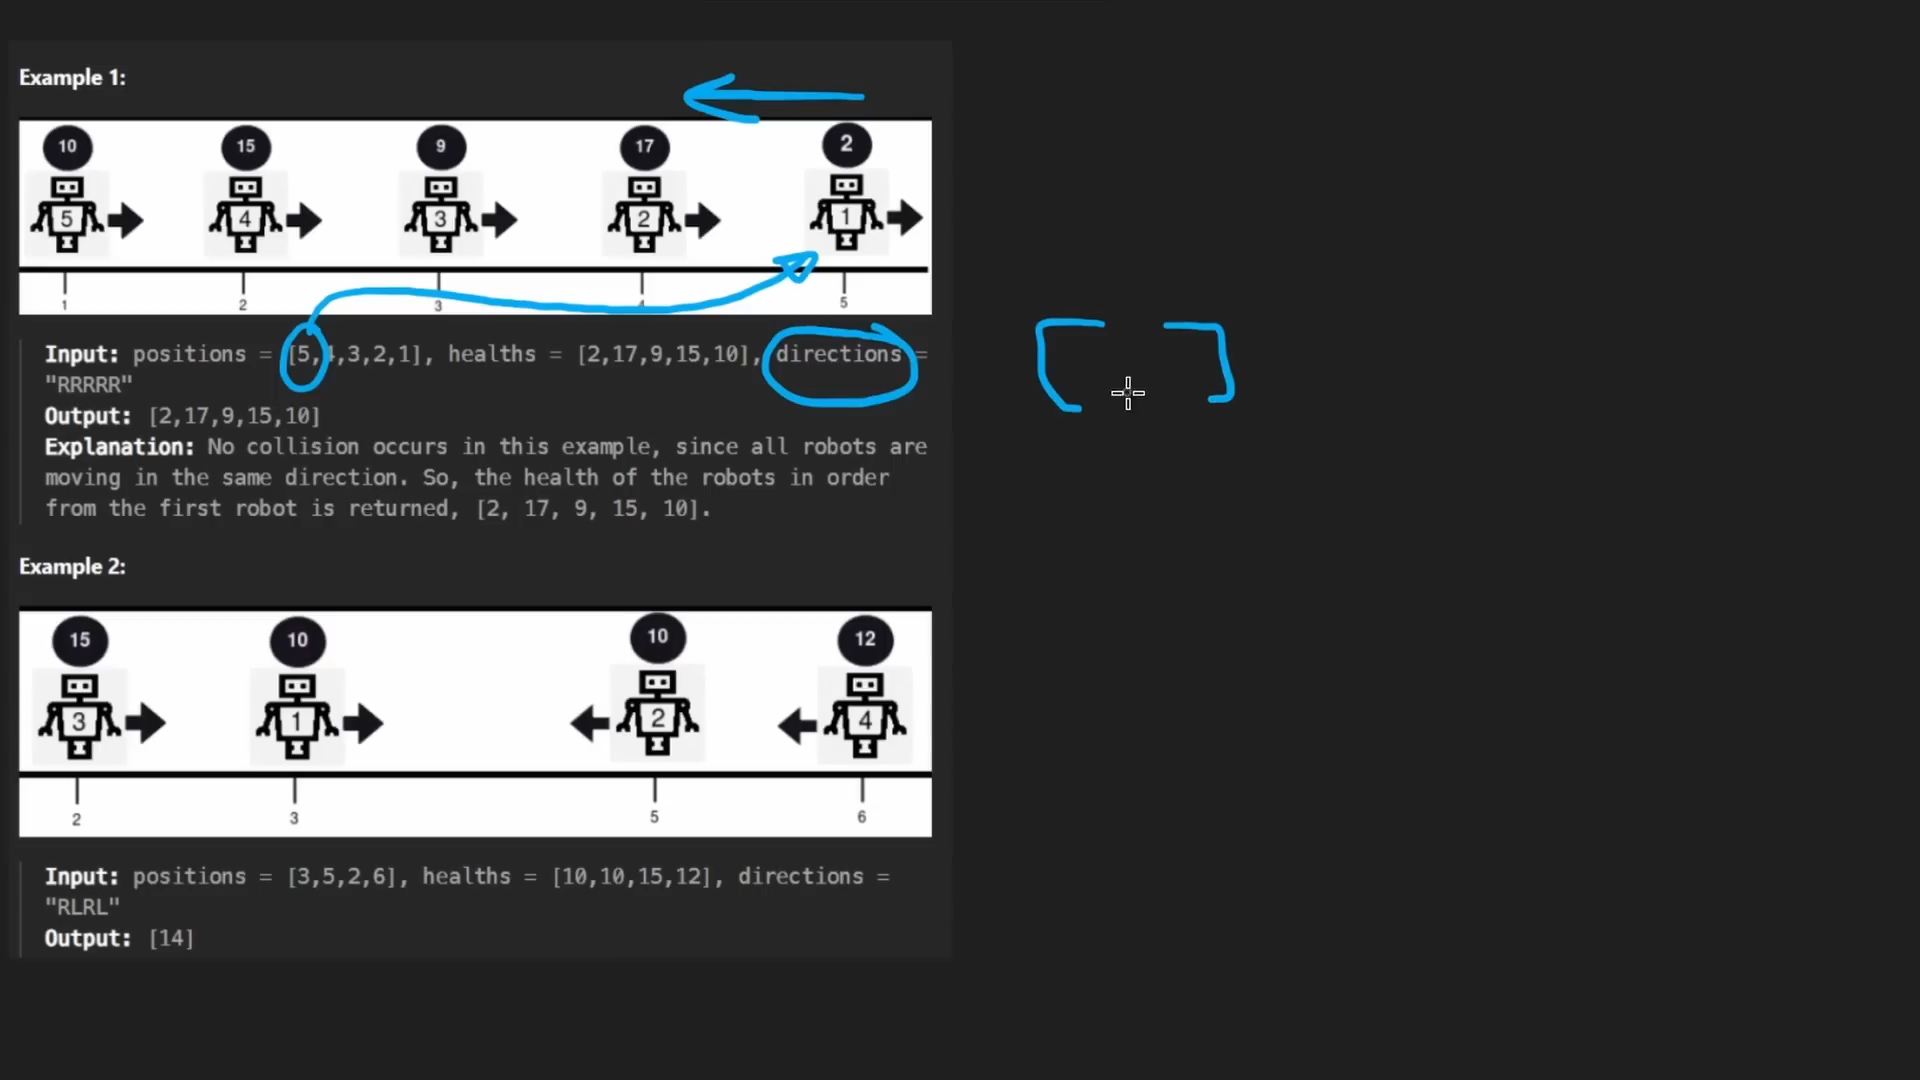 Example 1:
10 15 9 17 2
5 4 3 2 1
1 2 3 4 5
Input: positions = [5,4,3,2,1], healths = [2,17,9,15,10], directions =
"RRRRR"
Output: [2,17,9,15,10]
Explanation: No collision occurs in this example, since all robots are
moving in the same direction. So, the health of the robots in order
from the first robot is returned, [2, 17, 9, 15, 10].
Example 2:
15 10 10 12
3 1 2 4
2 3 5 6
Input: positions = [3,5,2,6], healths = [10,10,15,12], directions =
"RLRL"
Output: [14]
[ ]